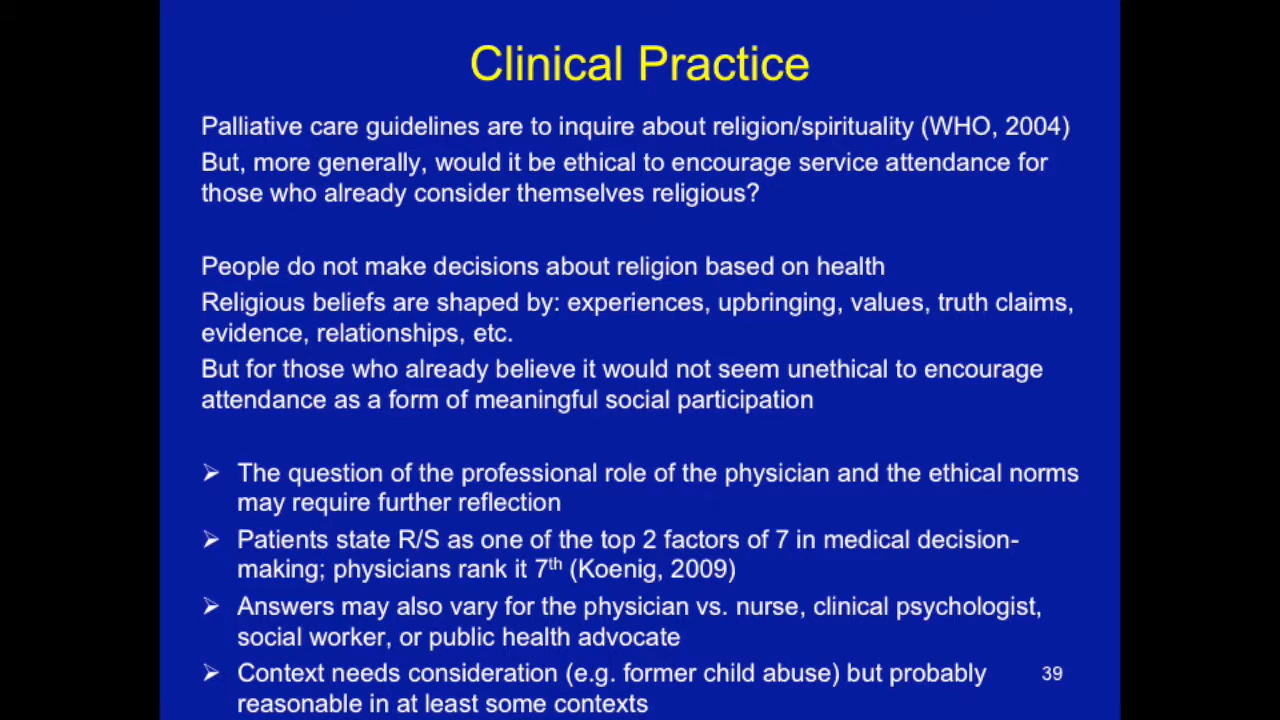 Clinical Practice
Palliative care guidelines are to inquire about religion/spirituality (WHO, 2004)
But, more generally, would it be ethical to encourage service attendance for
those who already consider themselves religious?
People do not make decisions about religion based on health
Religious beliefs are shaped by: experiences, upbringing, values, truth claims,
evidence, relationships, etc.
But for those who already believe it would not seem unethical to encourage
attendance as a form of meaningful social participation
➢ The question of the professional role of the physician and the ethical norms
may require further reflection
➢ Patients state R/S as one of the top 2 factors of 7 in medical decision-
making; physicians rank it 7th (Koenig, 2009)
➢ Answers may also vary for the physician vs. nurse, clinical psychologist,
social worker, or public health advocate
➢ Context needs consideration (e.g. former child abuse) but probably
reasonable in at least some contexts
39